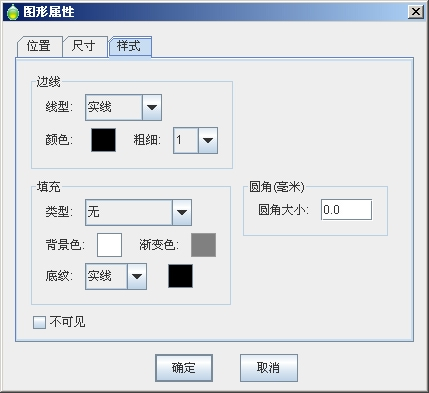 图形属性
位置 尺寸 样式
边线
线型: 实线
颜色: 粗细: 1
填充
圆角(毫米)
类型: 无
圆角大小: 0.0
背景色: 渐变色:
底纹: 实线
不可见
确定 取消